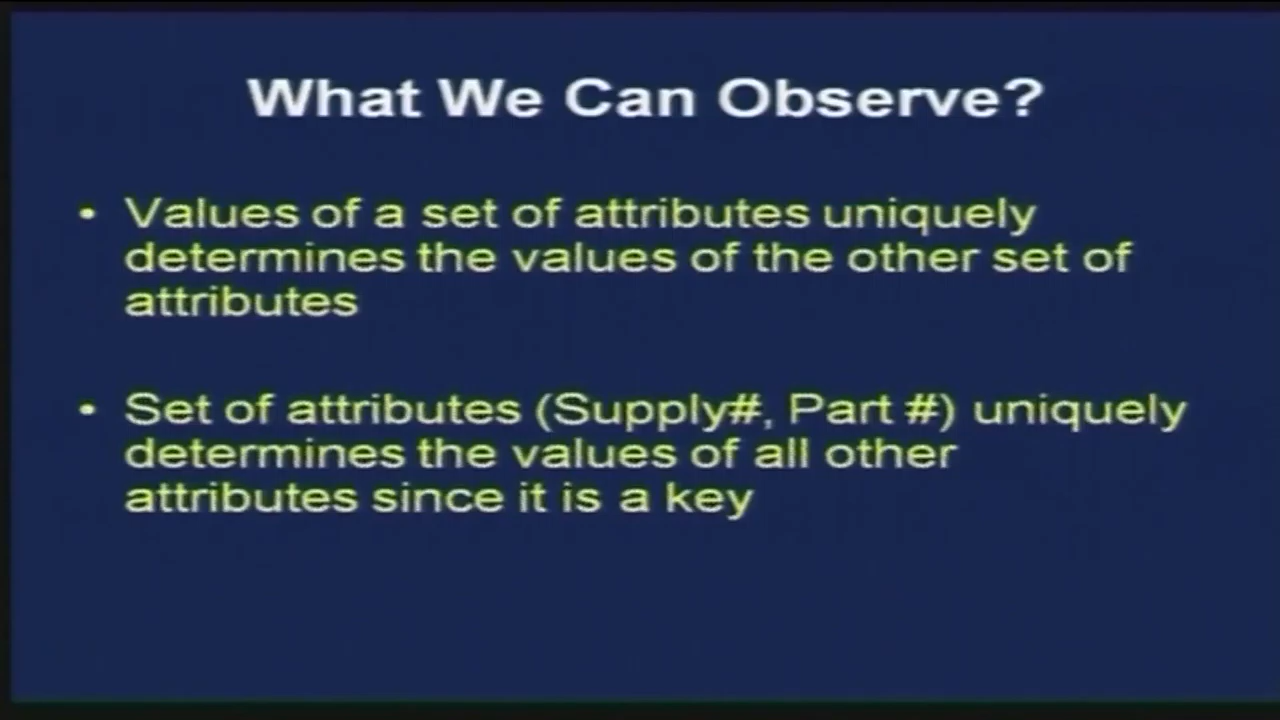 What We Can Observe?
• Values of a set of attributes uniquely
determines the values of the other set of
attributes
• Set of attributes (Supply#, Part #) uniquely
determines the values of all other
attributes since it is a key